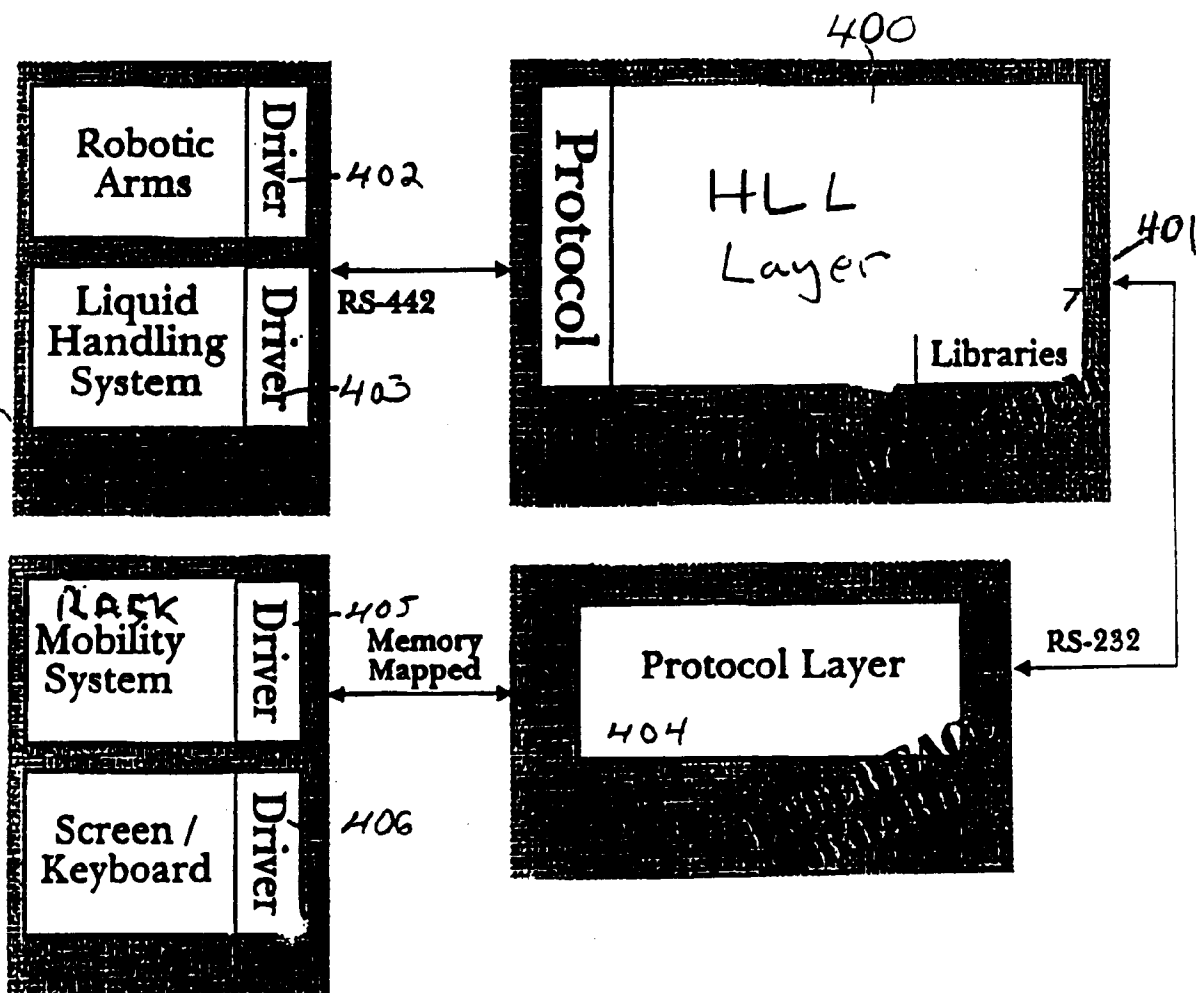 400
Robotic
Arms
Driver
402
Protocol
HLL
Layer
401
Liquid
Handling
System
Driver
403
RS-442
Libraries
RACK
Mobility
System
Driver
405
Memory
Mapped
Protocol Layer
404
RS-232
Screen /
Keyboard
Driver
406